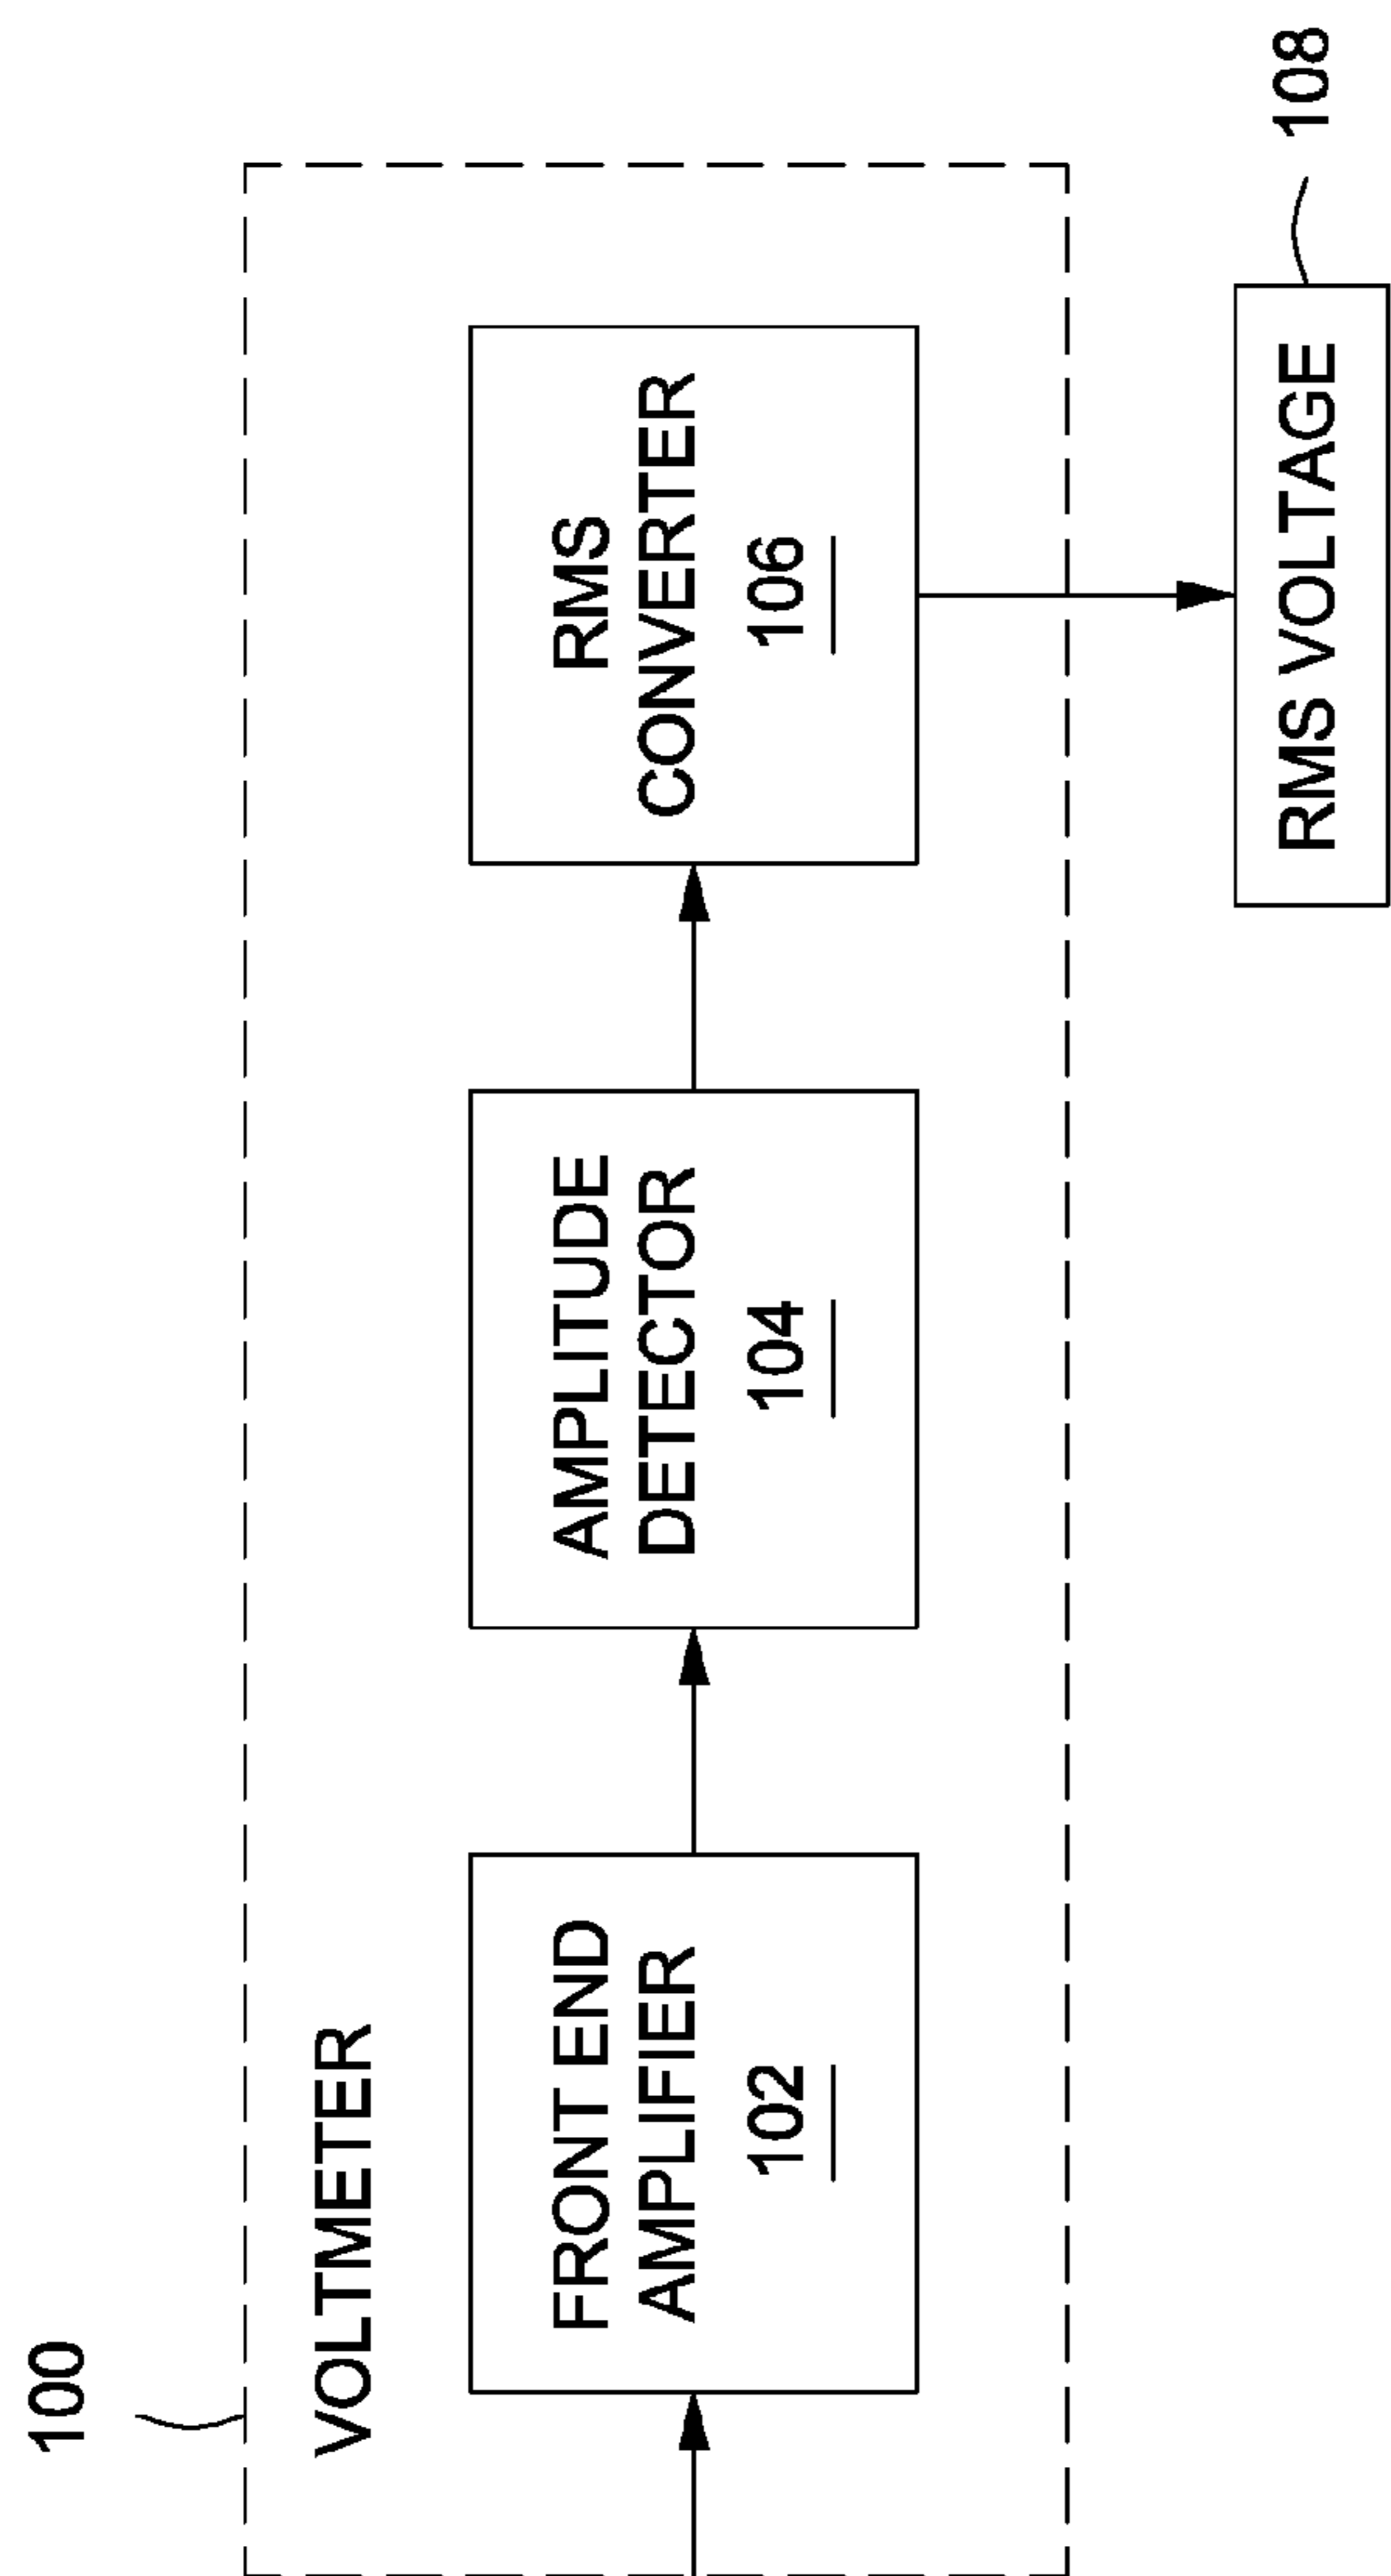 100
VOLTMETER
FRONT END
AMPLIFIER
102
AMPLITUDE
DETECTOR
104
RMS
CONVERTER
106
RMS VOLTAGE
108